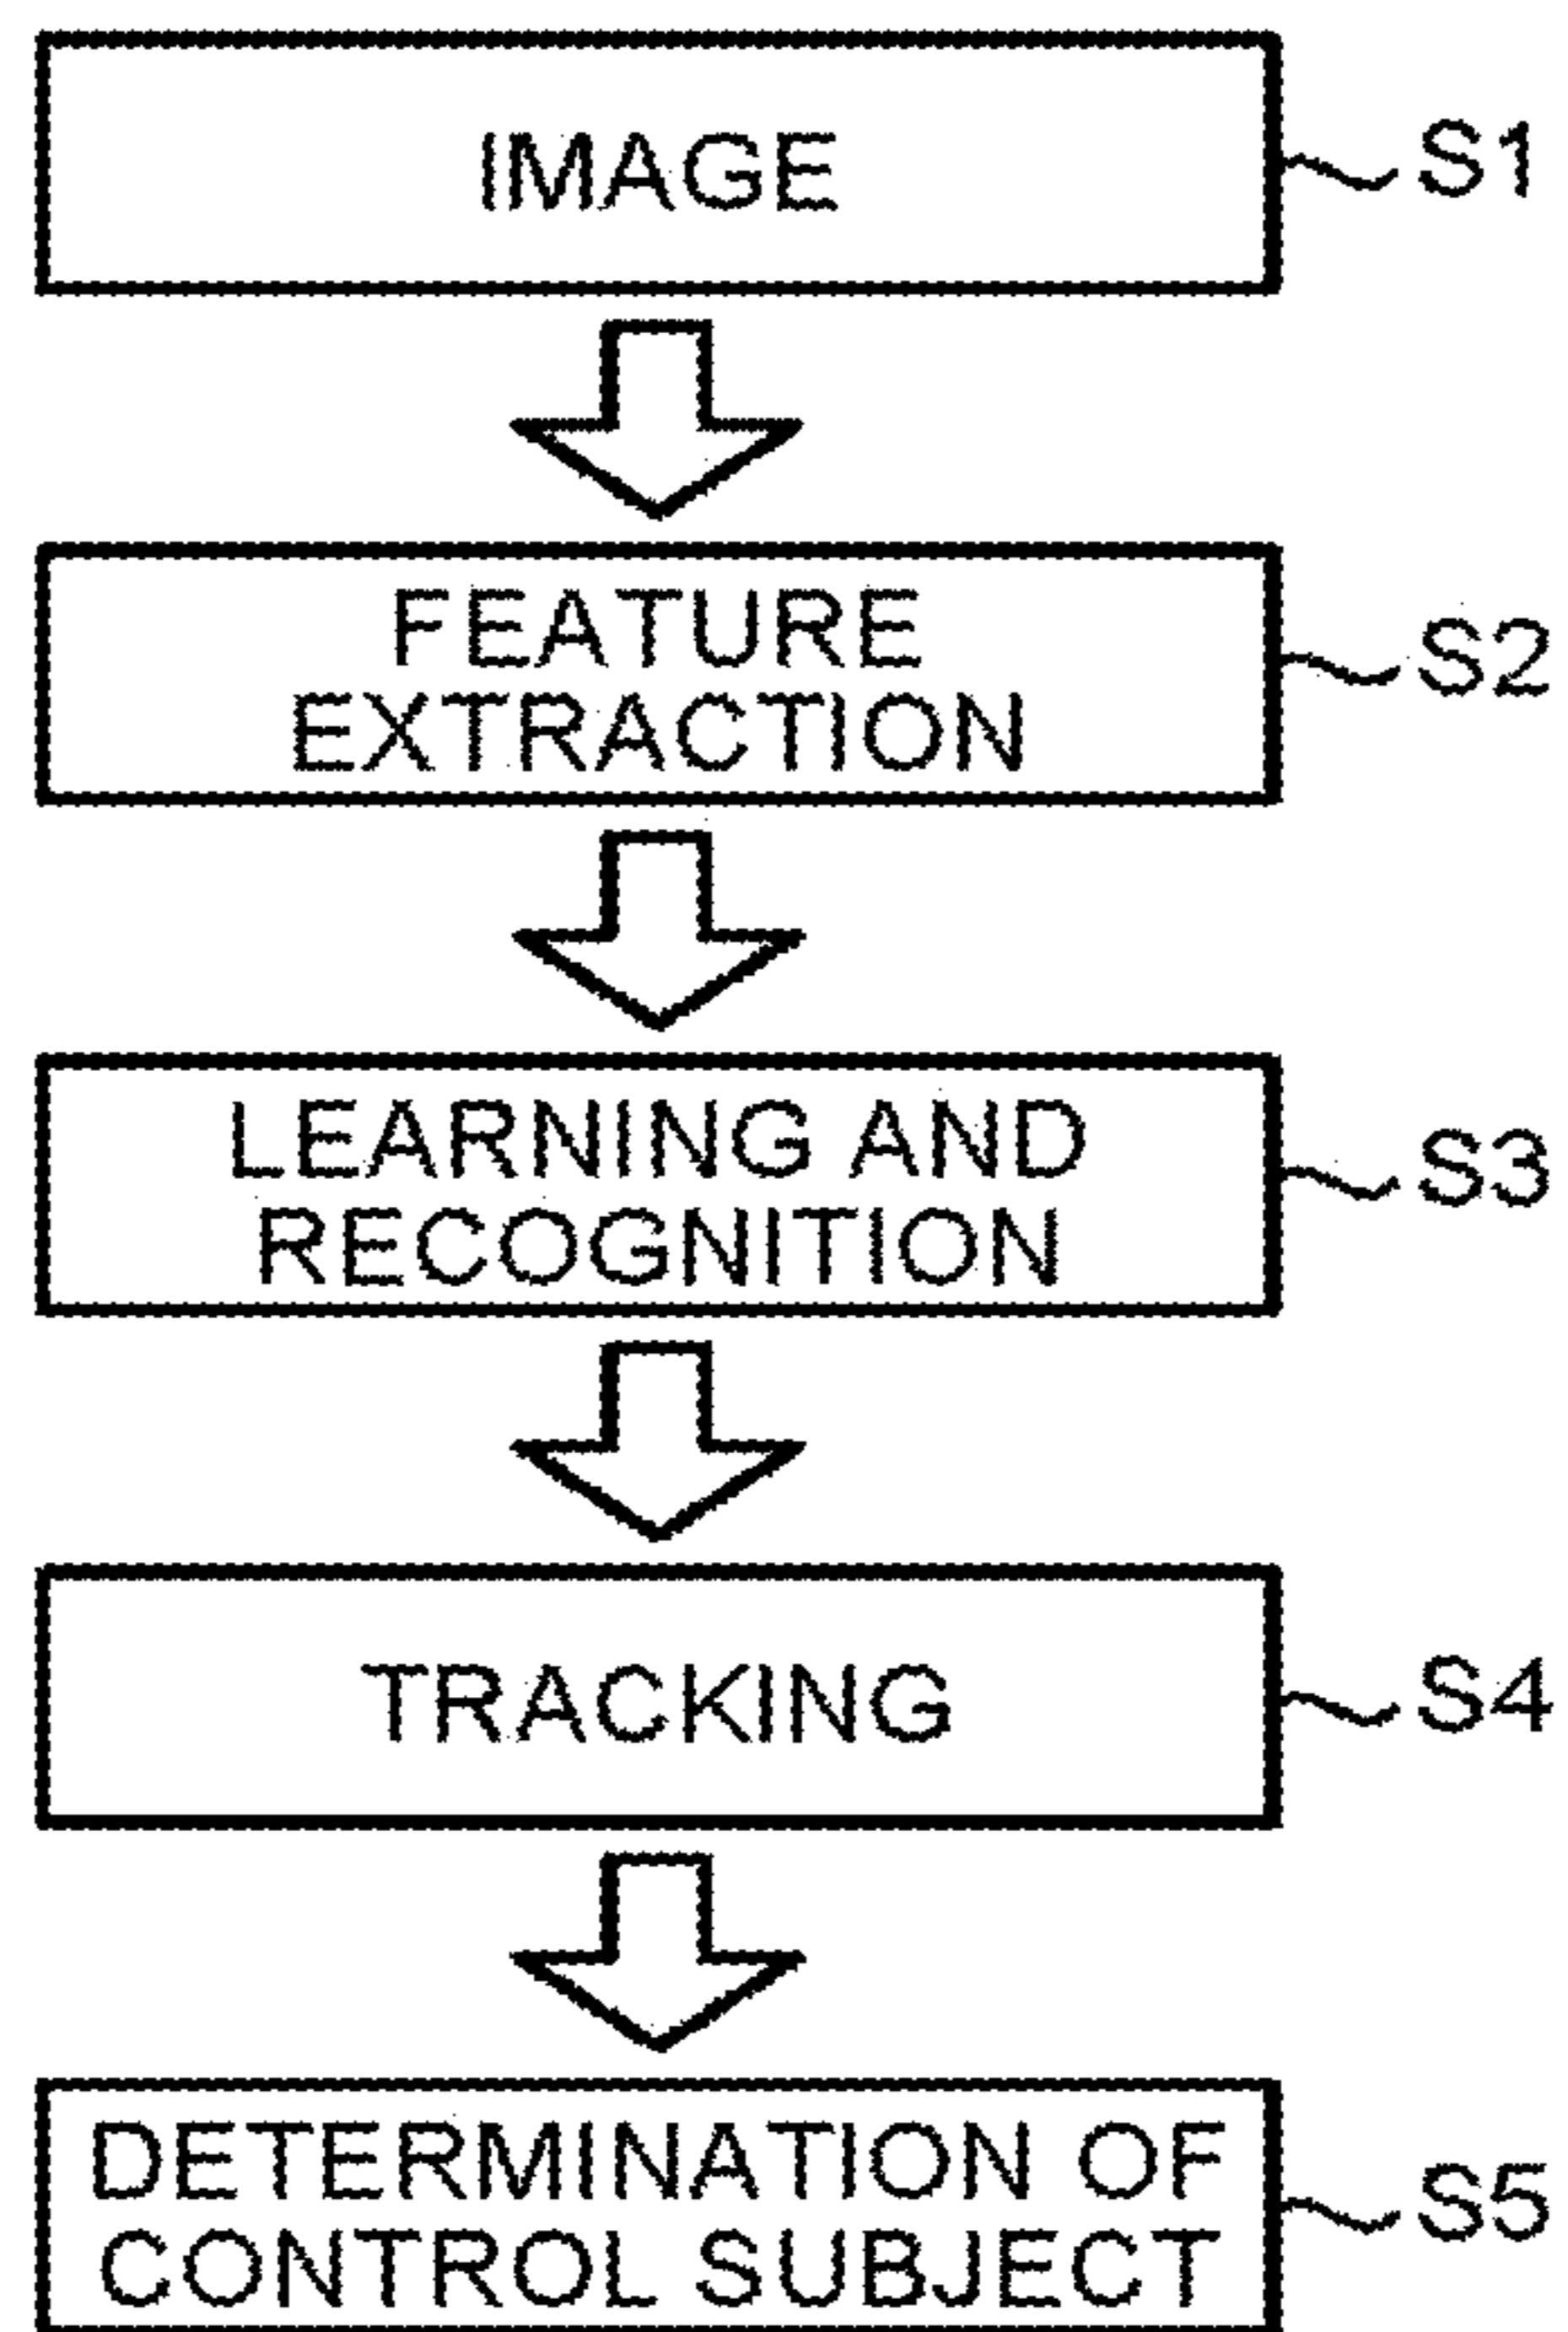 IMAGE
S1
FEATURE
EXTRACTION
S2
LEARNING AND
RECOGNITION
S3
TRACKING
S4
DETERMINATION OF
CONTROL SUBJECT
S5